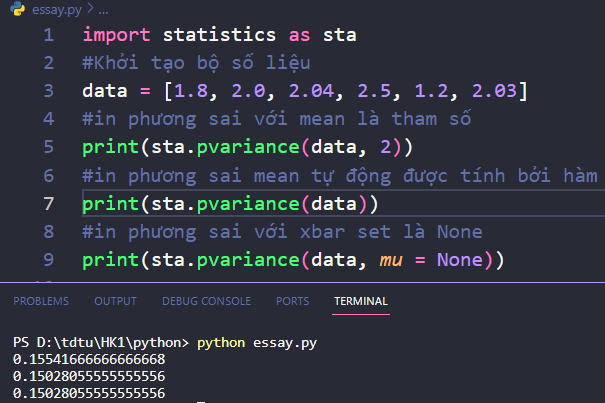 essay.py > ...
1 import statistics as sta
2 #Khởi tạo bộ số liệu
3 data = [1.8, 2.0, 2.04, 2.5, 1.2, 2.03]
4 #in phương sai với mean là tham số
5 print(sta.pvariance(data, 2))
6 #in phương sai mean tự động được tính bởi hàm
7 print(sta.pvariance(data))
8 #in phương sai với xbar set là None
9 print(sta.pvariance(data, mu = None))
PROBLEMS OUTPUT DEBUG CONSOLE PORTS TERMINAL
PS D:\tdtu\HK1\python> python essay.py
0.15541666666666668
0.15028055555555556
0.15028055555555556